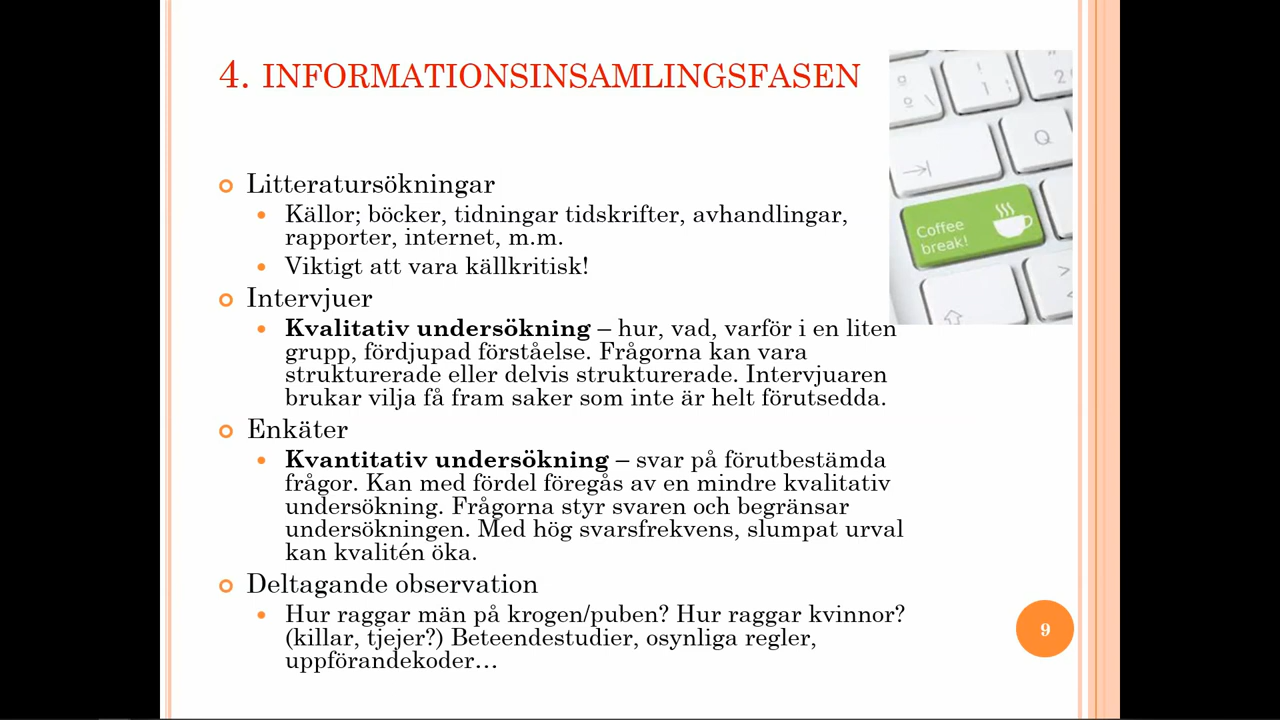 4. INFORMATIONSINSAMLINGSFASEN
Litteratursökningar
Källor; böcker, tidningar tidskrifter, avhandlingar,
rapporter, internet, m.m.
Viktigt att vara källkritisk!
Intervjuer
Kvalitativ undersökning – hur, vad, varför i en liten
grupp, fördjupad förståelse. Frågorna kan vara
strukturerade eller delvis strukturerade. Intervjuaren
brukar vilja få fram saker som inte är helt förutsedda.
Enkäter
Kvantitativ undersökning – svar på förutbestämda
frågor. Kan med fördel föregås av en mindre kvalitativ
undersökning. Frågorna styr svaren och begränsar
undersökningen. Med hög svarsfrekvens, slumpat urval
kan kvalitén öka.
Deltagande observation
Hur raggar män på krogen/puben? Hur raggar kvinnor?
(killar, tjejer?) Beteendestudier, osynliga regler,
uppförandekoder…
1
2
Q
Coffee
break!
9